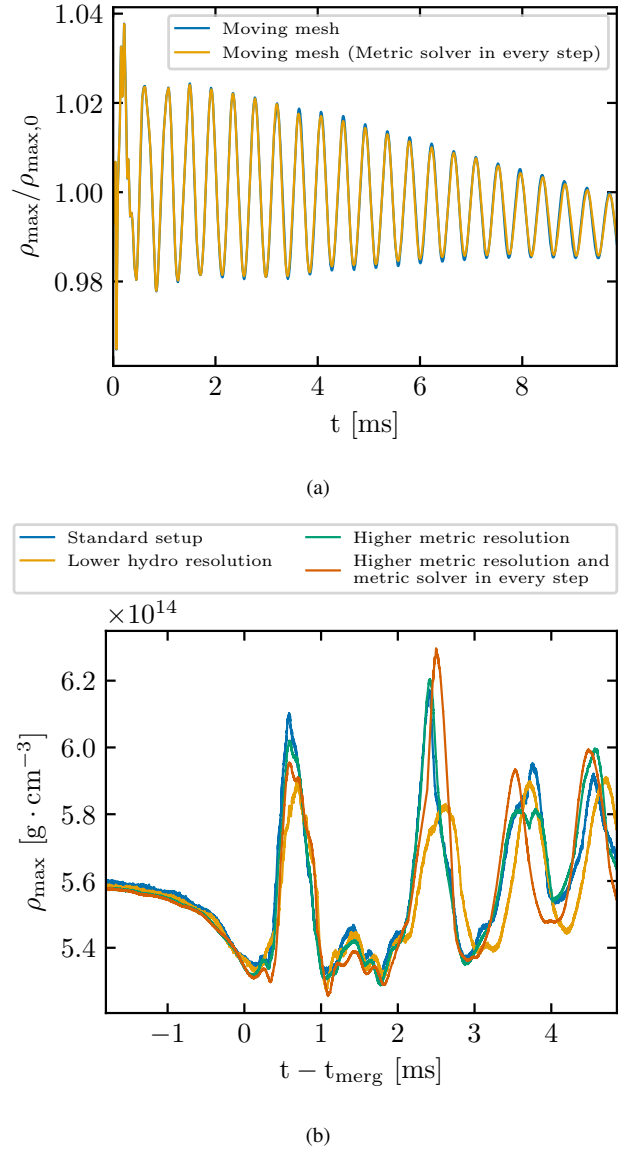 Moving mesh
Moving mesh (Metric solver in every step)
1.04
1.02
1.00
0.98
ρmax/ρmax,0
0 2 4 6 8
t [ms]
(a)
Standard setup
Lower hydro resolution
Higher metric resolution
Higher metric resolution and
metric solver in every step
×10^14
6.2
6.0
5.8
5.6
5.4
ρmax [g · cm^−3]
−1 0 1 2 3 4
t − tmerg [ms]
(b)